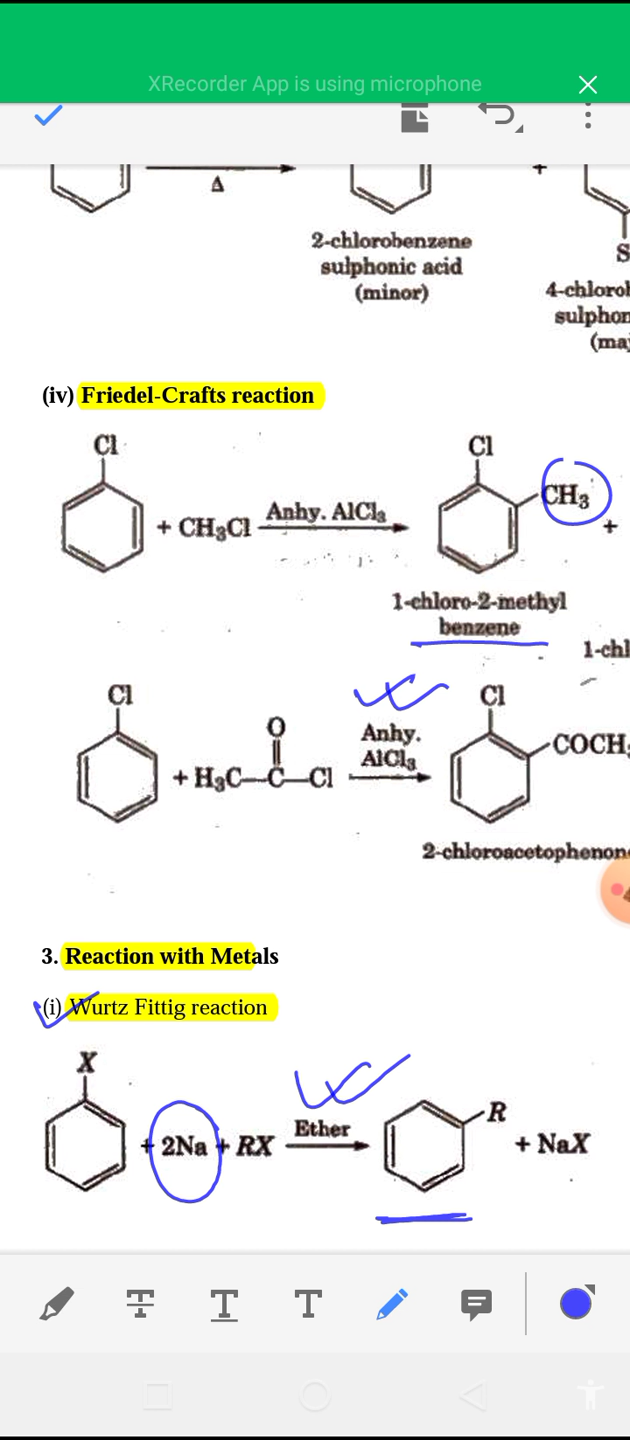 XRecorder App is using microphone
Δ
+
2-chlorobenzene
sulphonic acid
(minor)
S
4-chlorol
sulphon
(ma
(iv) Friedel-Crafts reaction
Cl
+ CH₃Cl
Anhy. AlCl₃
Cl
CH₃
+
1-chloro-2-methyl
benzene
1-chl
Cl
+ H₃C—C—Cl
O
Anhy.
AlCl₃
Cl
COCH
2-chloroacetophenon
3. Reaction with Metals
(i) Wurtz Fittig reaction
X
+ 2Na + RX
Ether
R
+ NaX
T
T
T